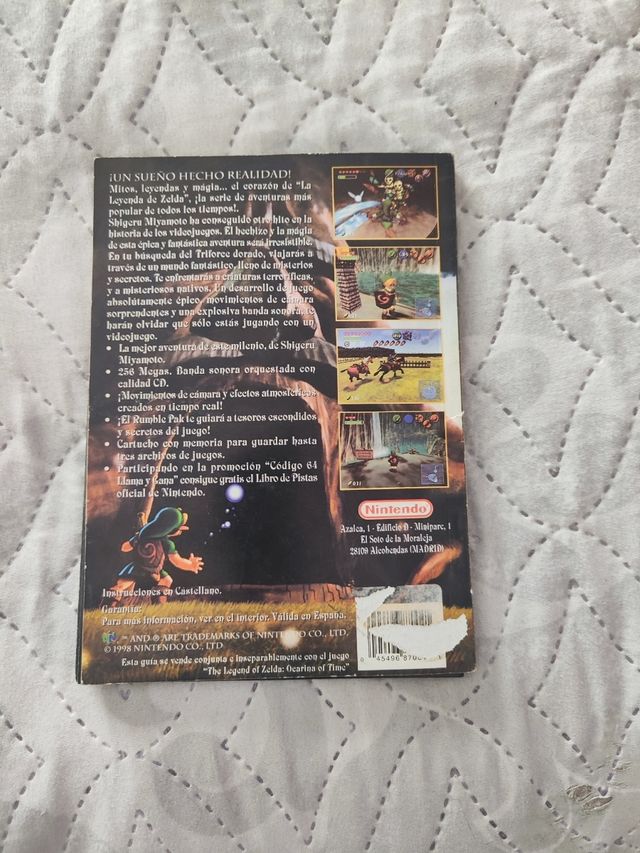 ¡UN SUEÑO HECHO REALIDAD!
Mitos, leyendas y mágia... el corazón de "La
Leyenda de Zelda", ¡la serie de aventuras más
popular de todos los tiempos!.
Shigeru Miyamoto ha conseguido otro hito en la
historia de los videojuegos. El hechizo y la mágia
de esta épica y fantástica aventura será irresistible.
En tu búsqueda del Triforce dorado, viajarás a
través de un mundo fantástico, lleno de misterios
y secretos. Te enfrentarás a criaturas terroríficas,
y a misteriosos nativos. Un desarrollo de juego
absolútamente épico, movimientos de cámara
sorprendentes y una explosiva banda sonora, te
harán olvidar que sólo estás jugando con un
videojuego.
• La mejor aventura de este milenio, de Shigeru
Miyamoto.
• 256 Megas. Banda sonora orquestada con
calidad CD.
• ¡Movimientos de cámara y efectos atmosféricos
creados en tiempo real!
• ¡El Rumble Pak te guiará a tesoros escondidos
y secretos del juego!
• Cartucho con memoria para guardar hasta
tres archivos de juegos.
• Participando en la promoción "Código 64
Llama y Gana" consigue gratis el Libro de Pistas
oficial de Nintendo.
Nintendo
Azalea, 1 - Edificio D - Miniparc, 1
El Soto de la Moraleja
28109 Alcobendas (MADRID)
Instrucciones en Castellano.
Garantía:
Para más información, ver en el interior. Válida en España.
™ AND ® ARE TRADEMARKS OF NINTENDO CO., LTD.
© 1998 NINTENDO CO., LTD
Esta guía se vende conjunta e inseparablemente con el juego
"The Legend of Zelda: Ocarina of Time"
0 45496 870